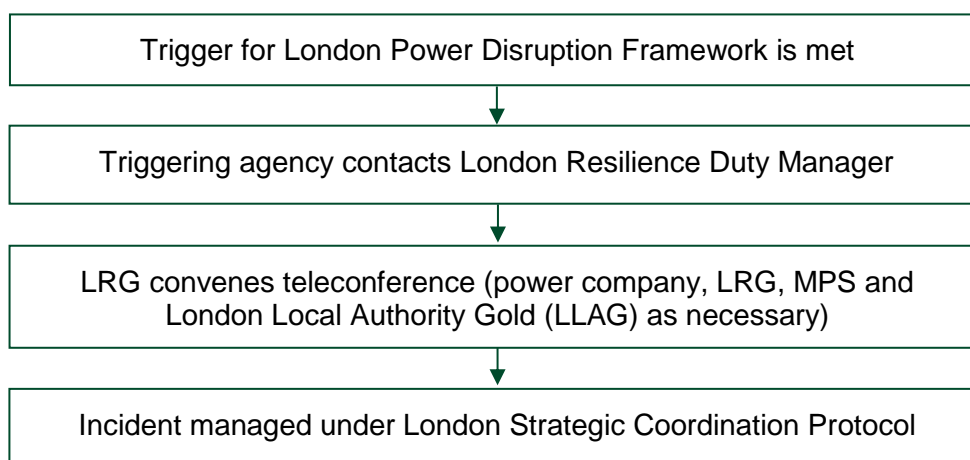 Trigger for London Power Disruption Framework is met
Triggering agency contacts London Resilience Duty Manager
LRG convenes teleconference (power company, LRG, MPS and
London Local Authority Gold (LLAG) as necessary)
Incident managed under London Strategic Coordination Protocol